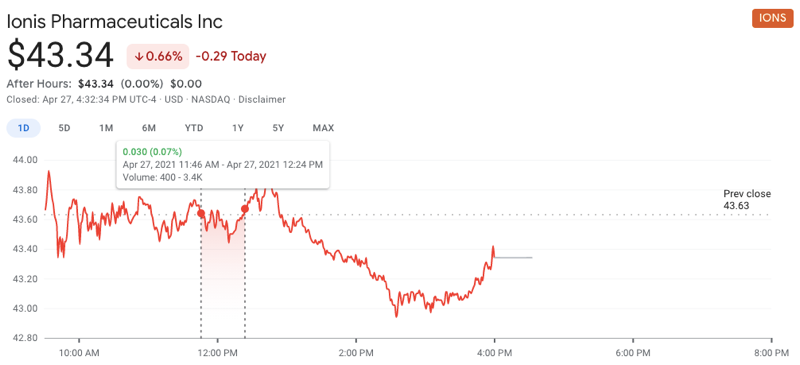 Ionis Pharmaceuticals Inc
IONS
$43.34 ↓0.66% -0.29 Today
After Hours: $43.34 (0.00%) $0.00
Closed: Apr 27, 4:32:34 PM UTC-4 · USD · NASDAQ · Disclaimer
1D 5D 1M 6M YTD 1Y 5Y MAX
0.030 (0.07%)
Apr 27, 2021 11:46 AM - Apr 27, 2021 12:24 PM
Volume: 400 - 3.4K
44.00
43.80
Prev close
43.63
43.60
43.40
43.20
43.00
42.80
10:00 AM 12:00 PM 2:00 PM 4:00 PM 6:00 PM 8:00 PM